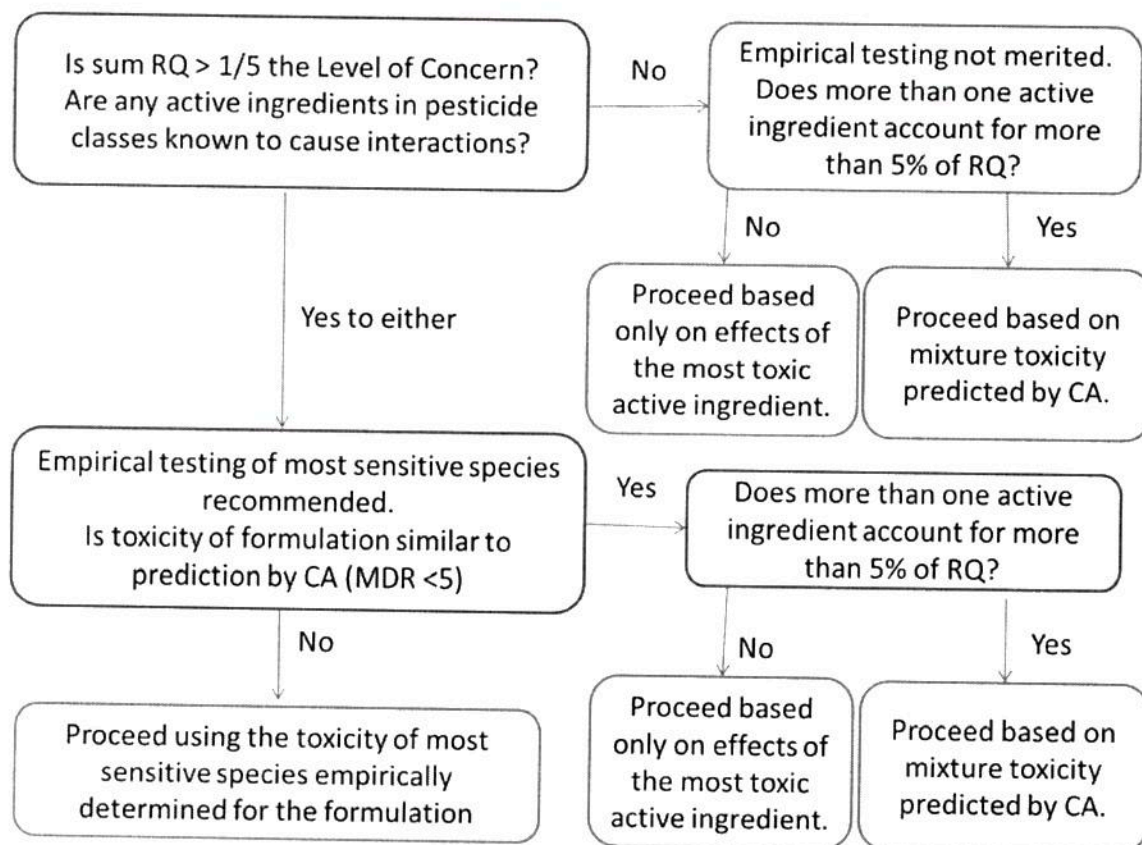 Is sum RQ > 1/5 the Level of Concern?
Are any active ingredients in pesticide
classes known to cause interactions?
No
Empirical testing not merited.
Does more than one active
ingredient account for more
than 5% of RQ?
No
Yes
Yes to either
Proceed based
only on effects of
the most toxic
active ingredient.
Proceed based on
mixture toxicity
predicted by CA.
Empirical testing of most sensitive species
recommended.
Is toxicity of formulation similar to
prediction by CA (MDR <5)
Yes
Does more than one active
ingredient account for more
than 5% of RQ?
No
No
Yes
Proceed using the toxicity of most
sensitive species empirically
determined for the formulation
Proceed based
only on effects of
the most toxic
active ingredient.
Proceed based on
mixture toxicity
predicted by CA.